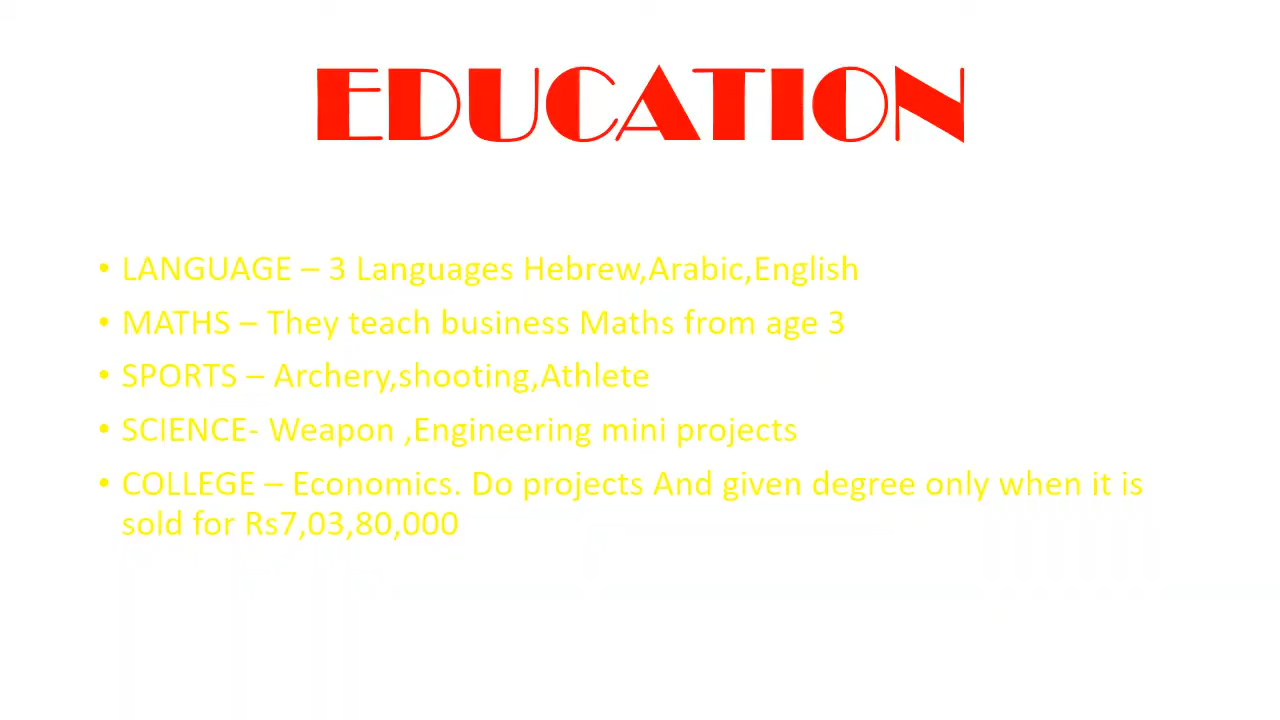 EDUCATION
• LANGUAGE – 3 Languages Hebrew,Arabic,English
• MATHS – They teach business Maths from age 3
• SPORTS – Archery,shooting,Athlete
• SCIENCE- Weapon ,Engineering mini projects
• COLLEGE – Economics. Do projects And given degree only when it is
sold for Rs7,03,80,000